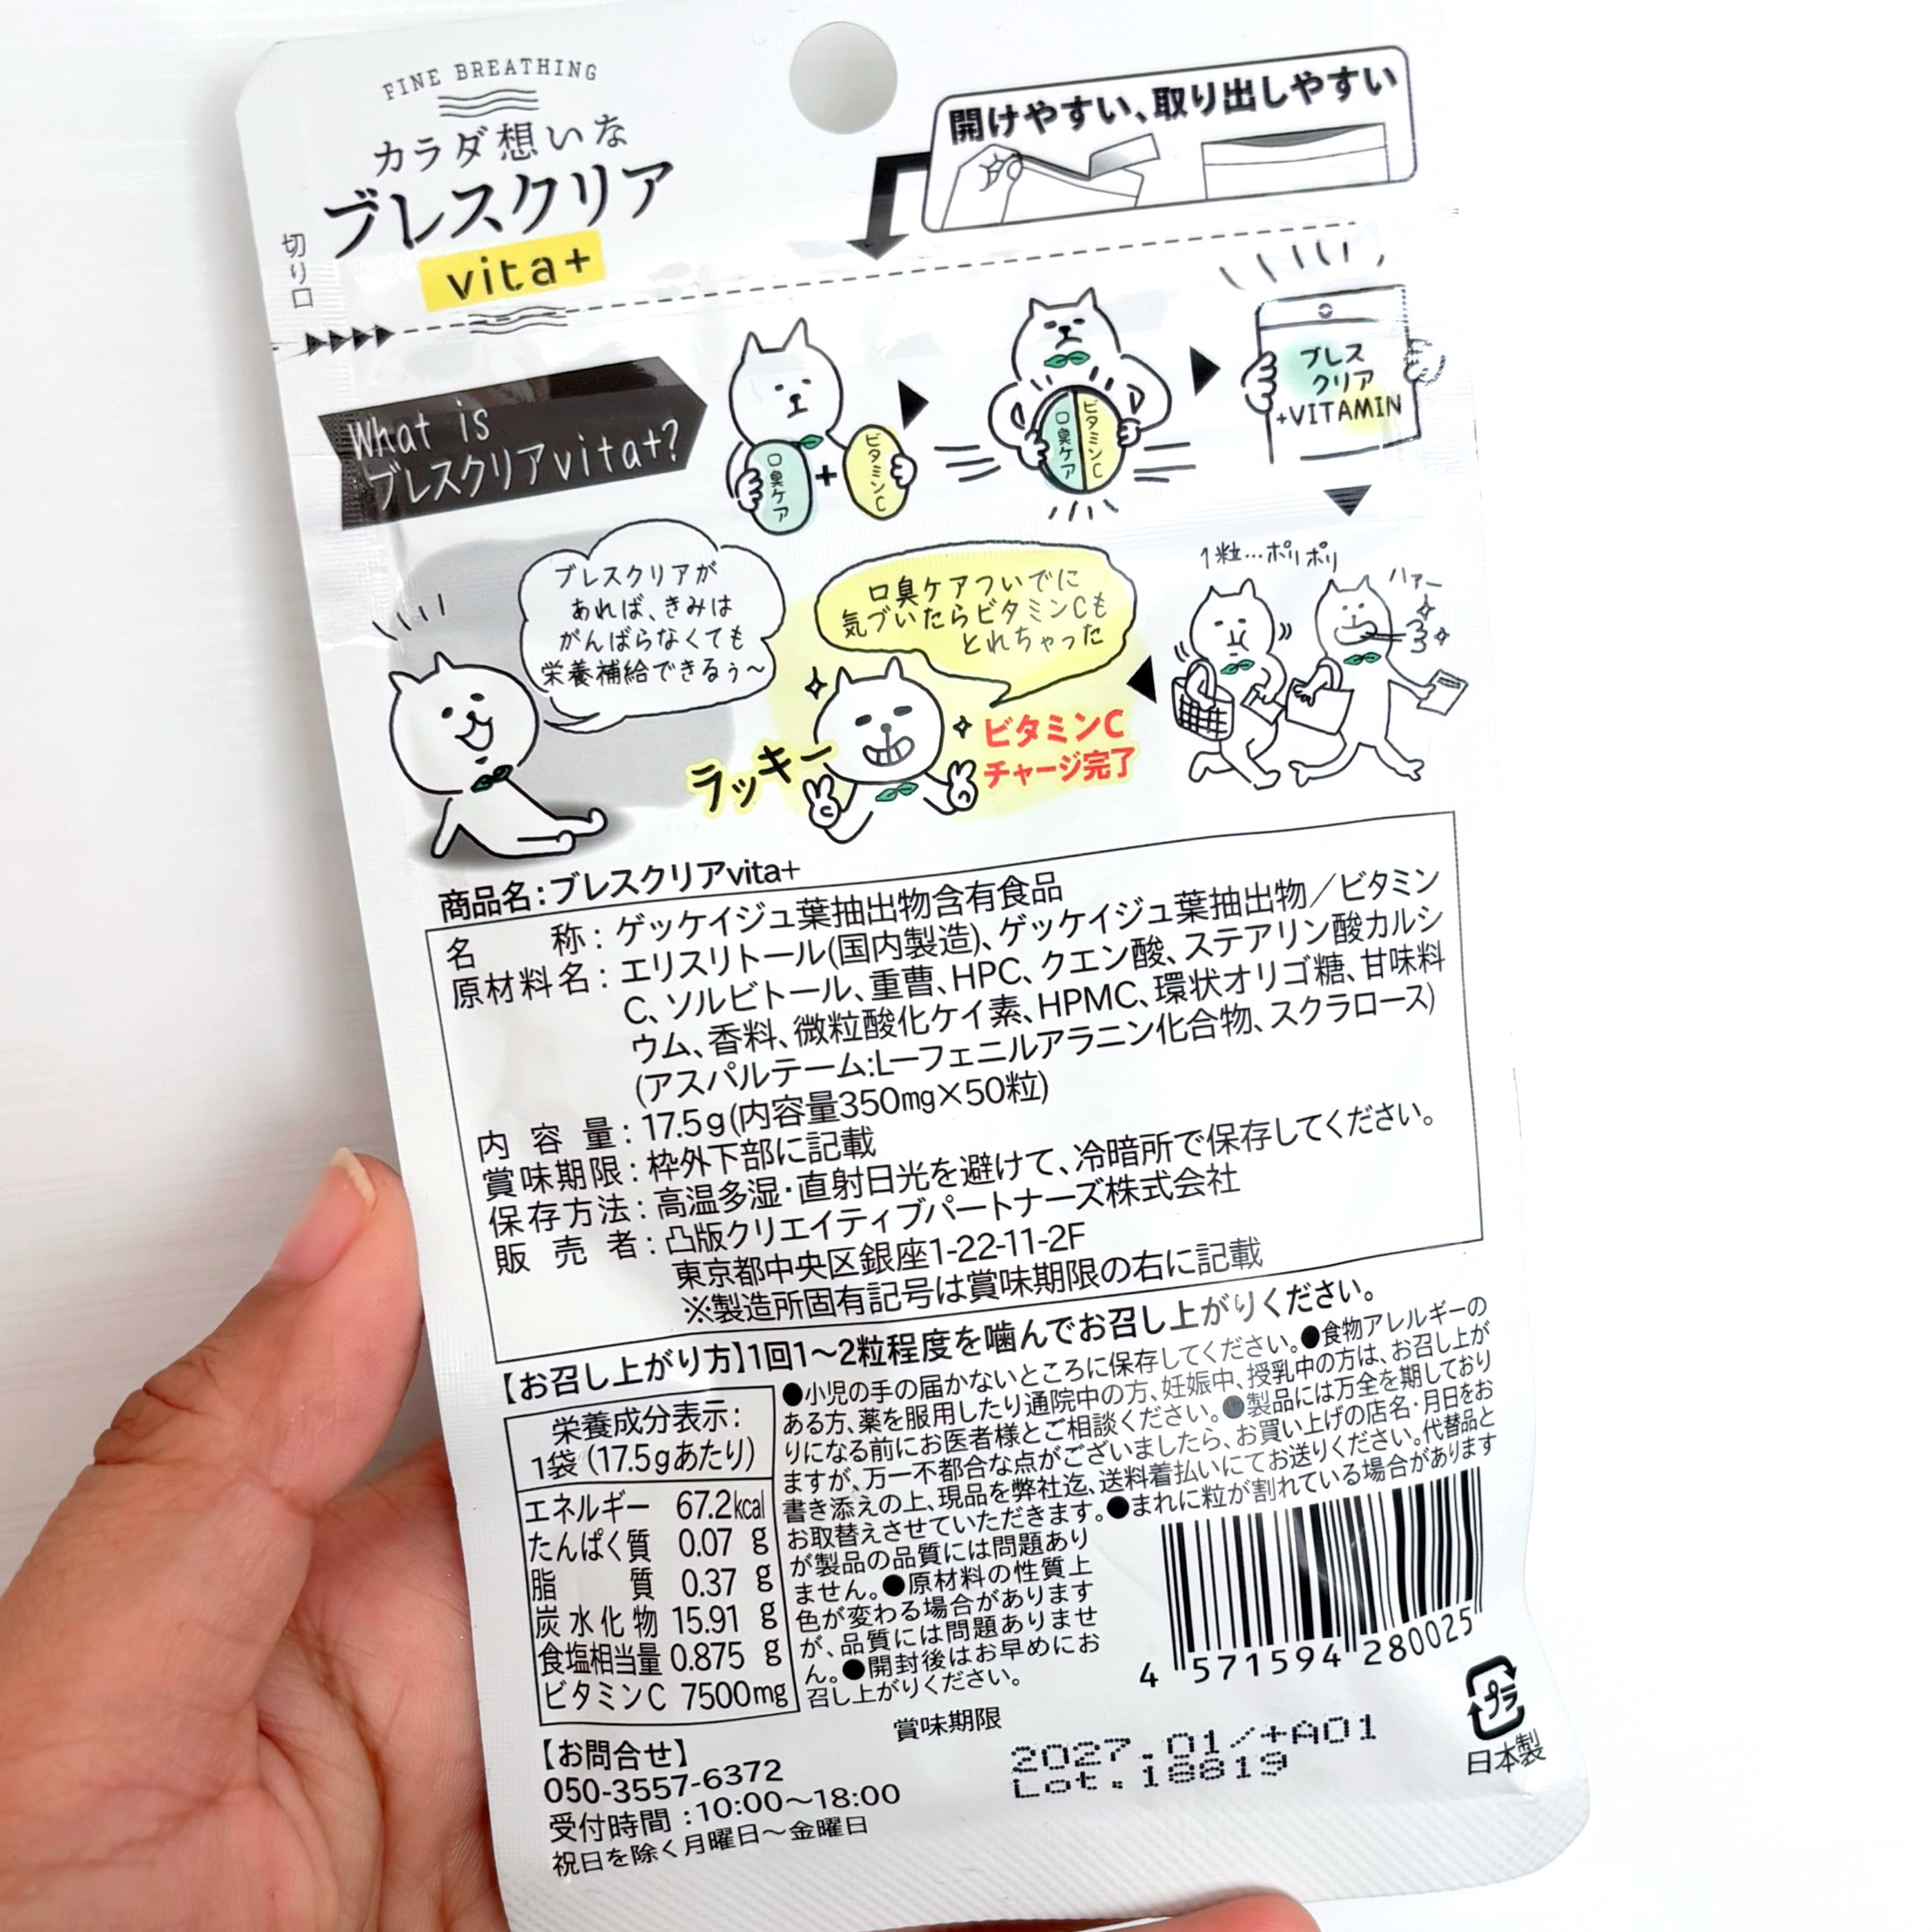 FINE BREATHING
カラダ想いな
ブレスクリア
vita+
切り口
開けやすい、取り出しやすい
What is
ブレスクリアvita+?
口臭ケア
+
ビタミンC
口臭ケア
ビタミンC
ブレス
クリア
+VITAMIN
1粒…ポリポリ
ハァー
口臭ケアついでに
気づいたらビタミンCも
とれちゃった
ラッキー
ビタミンC
チャージ完了
ブレスクリアが
あれば、きみは
がんばらなくても
栄養補給できるぅ〜
商品名:ブレスクリアvita+
名称:ゲッケイジュ葉抽出物含有食品
原材料名:エリスリトール(国内製造)、ゲッケイジュ葉抽出物／ビタミン
C、ソルビトール、重曹、HPC、クエン酸、ステアリン酸カルシ
ウム、香料、微粒酸化ケイ素、HPMC、環状オリゴ糖、甘味料
(アスパルテーム:L-フェニルアラニン化合物、スクラロース)
内容量:17.5g(内容量350mg×50粒)
賞味期限:枠外下部に記載
保存方法:高温多湿・直射日光を避けて、冷暗所で保存してください。
販売者:凸版クリエイティブパートナーズ株式会社
東京都中央区銀座1-22-11-2F
※製造所固有記号は賞味期限の右に記載
【お召し上がり方】1回1〜2粒程度を噛んでお召し上がりください。
栄養成分表示:
1袋(17.5gあたり)
エネルギー 67.2kcal
たんぱく質 0.07 g
脂質 0.37 g
炭水化物 15.91 g
食塩相当量 0.875 g
ビタミンC 7500mg
●小児の手の届かないところに保存してください。●食物アレルギーの
ある方、薬を服用したり通院中の方、妊娠中、授乳中の方は、お召し上が
りになる前にお医者様とご相談ください。●製品には万全を期しており
ますが、万一不都合な点がございましたら、お買い上げの店名・月日をお
書き添えの上、現品を弊社迄、送料着払いにてお送りください。代替品と
お取替えさせていただきます。●まれに粒が割れている場合があります
が製品の品質には問題あり
ません。●原材料の性質上
色が変わる場合があります
が、品質には問題ありませ
ん。●開封後はお早めにお
召し上がりください。
4 571594 280025
プラ
日本製
賞味期限
2027.01/+A01
Lot.18819
【お問合せ】
050-3557-6372
受付時間:10:00〜18:00
祝日を除く月曜日〜金曜日